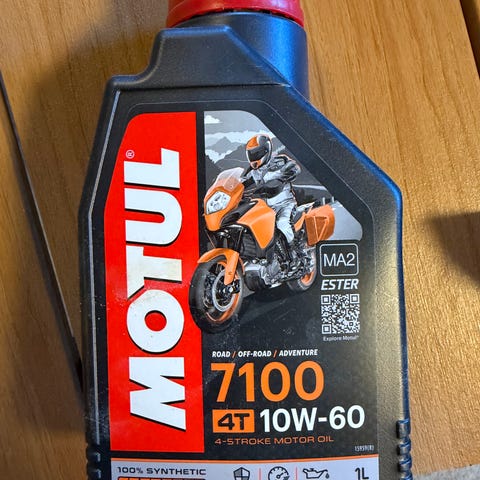 MOTUL®
MA2
ESTER
Explore Motul
ROAD / OFF-ROAD / ADVENTURE
7100
4T 10W-60
4-STROKE MOTOR OIL
100% SYNTHETIC
1L